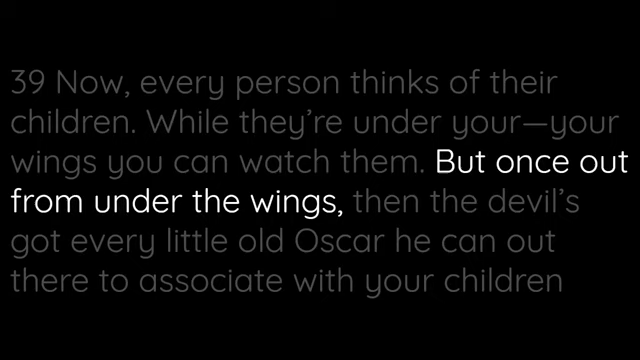 39 Now, every person thinks of their
children. While they’re under your—your
wings you can watch them. But once out
from under the wings, then the devil’s
got every little old Oscar he can out
there to associate with your children